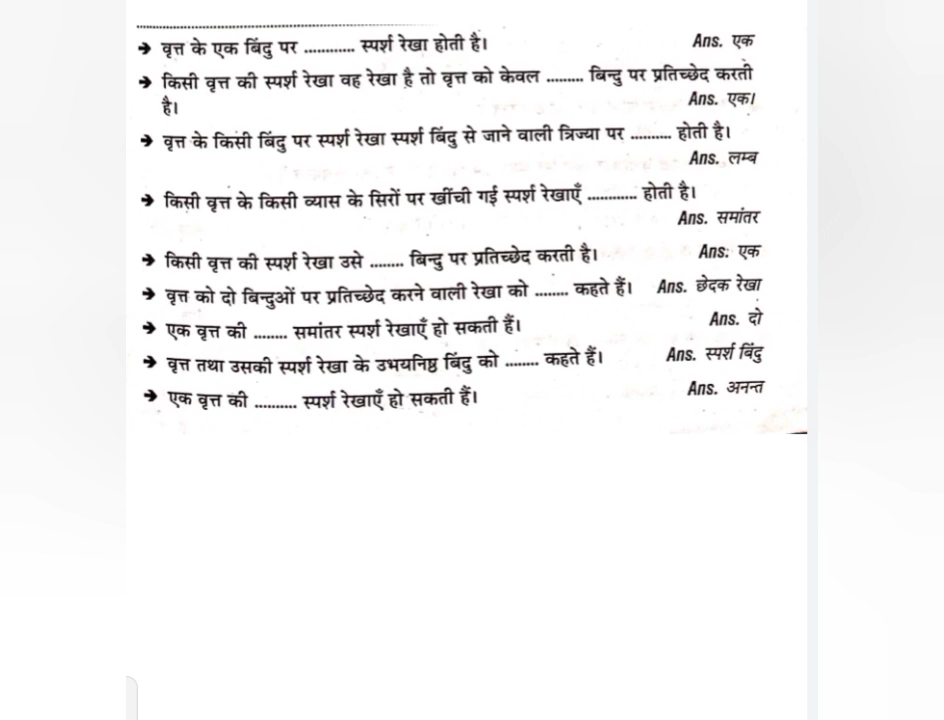 ➔ वृत्त के एक बिंदु पर ............ स्पर्श रेखा होती है। Ans. एक
➔ किसी वृत्त की स्पर्श रेखा वह रेखा है तो वृत्त को केवल ......... बिन्दु पर प्रतिच्छेद करती
है। Ans. एक।
➔ वृत्त के किसी बिंदु पर स्पर्श रेखा स्पर्श बिंदु से जाने वाली त्रिज्या पर .......... होती है।
Ans. लम्ब
➔ किसी वृत्त के किसी व्यास के सिरों पर खींची गई स्पर्श रेखाएँ ............ होती है।
Ans. समांतर
➔ किसी वृत्त की स्पर्श रेखा उसे ........ बिन्दु पर प्रतिच्छेद करती है। Ans: एक
➔ वृत्त को दो बिन्दुओं पर प्रतिच्छेद करने वाली रेखा को ........ कहते हैं। Ans. छेदक रेखा
➔ एक वृत्त की ........ समांतर स्पर्श रेखाएँ हो सकती हैं। Ans. दो
➔ वृत्त तथा उसकी स्पर्श रेखा के उभयनिष्ठ बिंदु को ........ कहते हैं। Ans. स्पर्श बिंदु
➔ एक वृत्त की .......... स्पर्श रेखाएँ हो सकती हैं। Ans. अनन्त